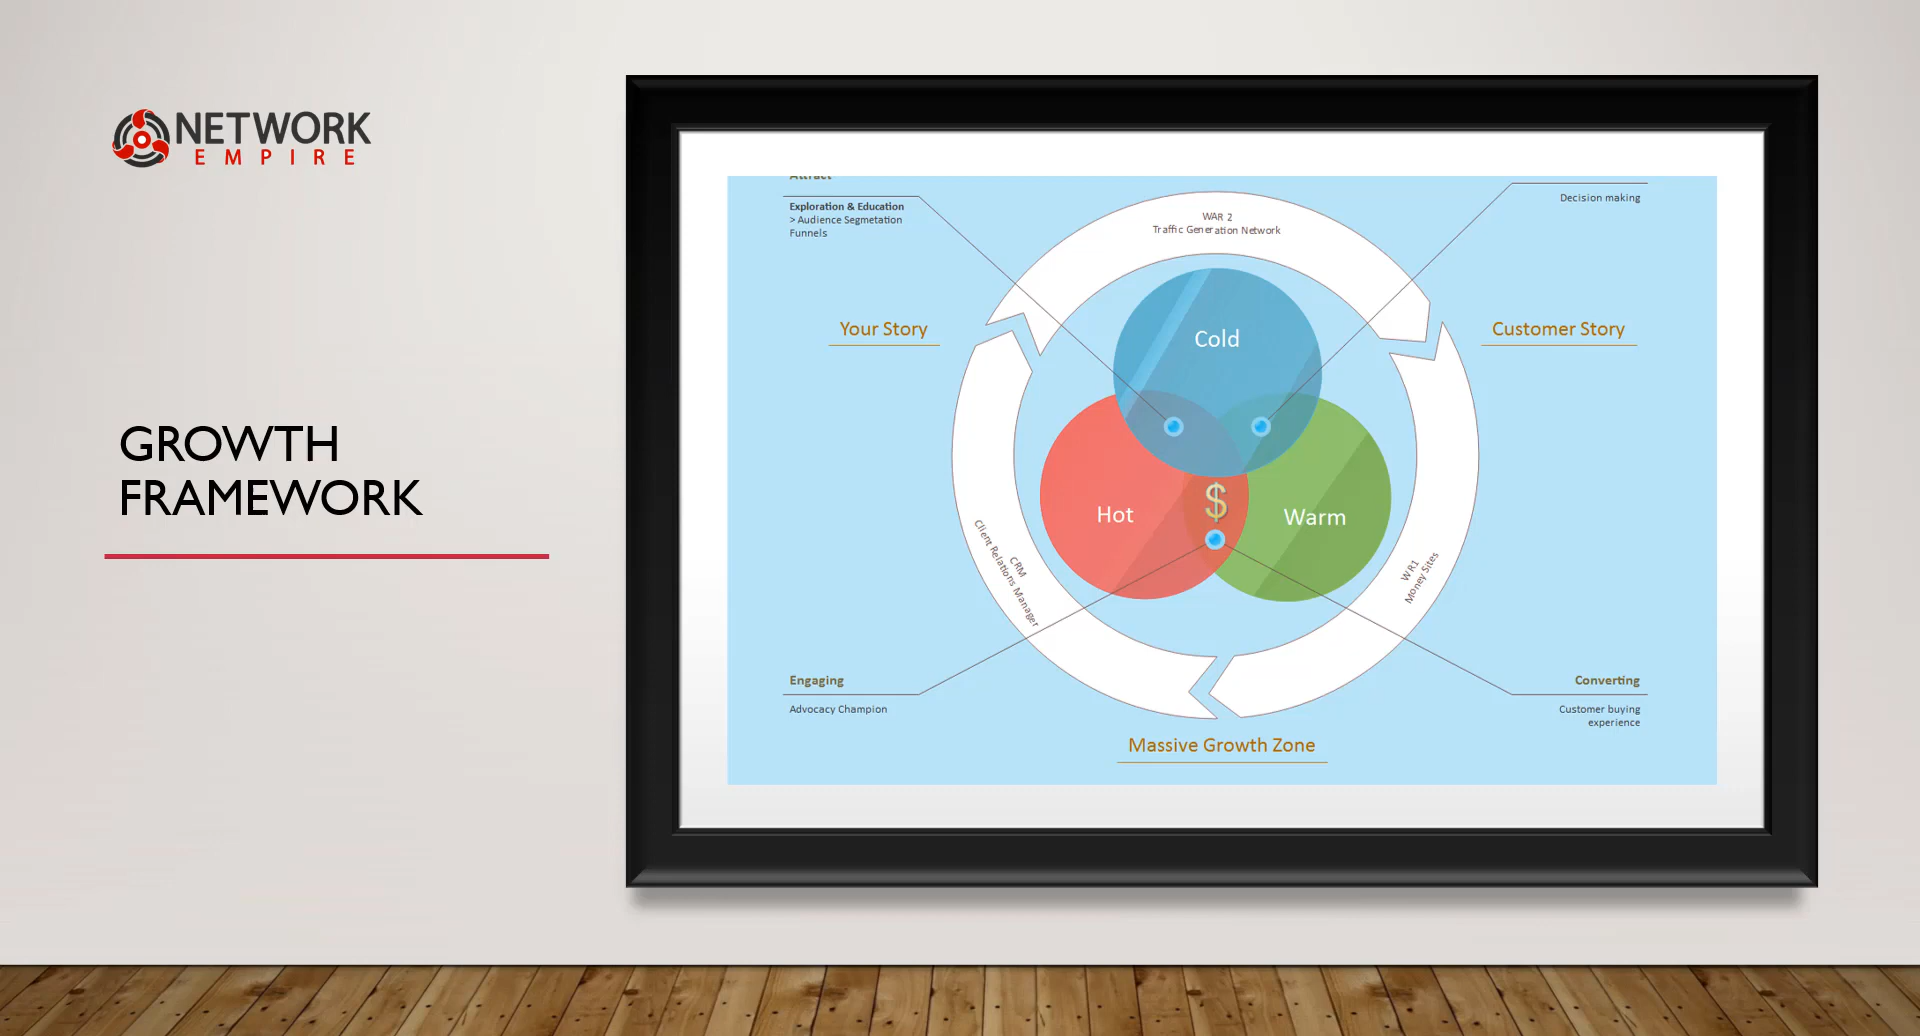 NETWORK
EMPIRE
GROWTH
FRAMEWORK
Attract
Exploration & Education
> Audience Segmetation
Funnels
WAR 2
Traffic Generation Network
Decision making
Your Story
Customer Story
Cold
Hot
$
Warm
CRM
Client Relations Manager
WR1
Money Sites
Engaging
Advocacy Champion
Converting
Customer buying
experience
Massive Growth Zone